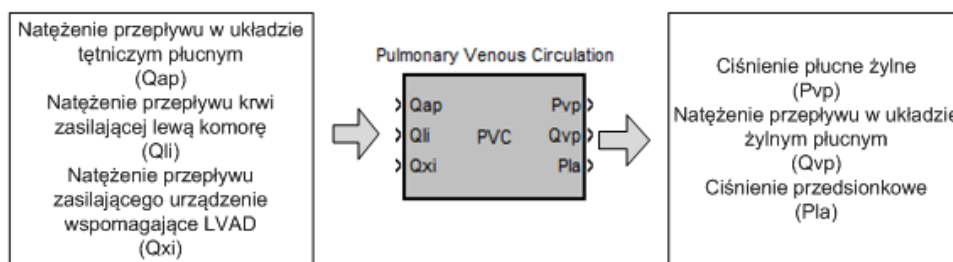 Natężenie przepływu w układzie
tętniczym płucnym
(Qap)
Natężenie przepływu krwi
zasilającej lewą komorę
(Qli)
Natężenie przepływu
zasilającego urządzenie
wspomagające LVAD
(Qxi)
Pulmonary Venous Circulation
Qap
Qli
Qxi
PVC
Pvp
Qvp
Pla
Ciśnienie płucne żylne
(Pvp)
Natężenie przepływu w układzie
żylnym płucnym
(Qvp)
Ciśnienie przedsionkowe
(Pla)